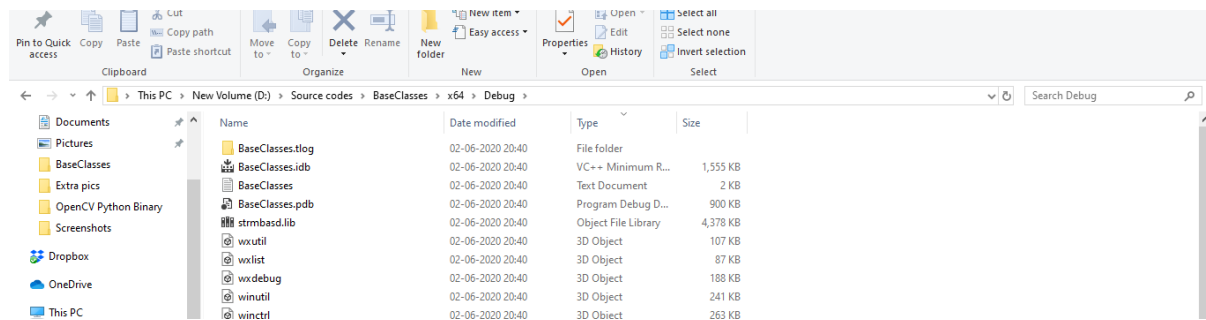 Cut
New item
Open
Select all
Copy path
Easy access
Edit
Select none
Pin to Quick access
Copy
Paste
Paste shortcut
Move to
Copy to
Delete
Rename
New folder
Properties
History
Invert selection
Clipboard
Organize
New
Open
Select
This PC > New Volume (D:) > Source codes > BaseClasses > x64 > Debug >
Search Debug
Documents
Pictures
BaseClasses
Extra pics
OpenCV Python Binary
Screenshots
Dropbox
OneDrive
This PC
Name Date modified Type Size
BaseClasses.tlog 02-06-2020 20:40 File folder
BaseClasses.idb 02-06-2020 20:40 VC++ Minimum R... 1,555 KB
BaseClasses 02-06-2020 20:40 Text Document 2 KB
BaseClasses.pdb 02-06-2020 20:40 Program Debug D... 900 KB
strmbasd.lib 02-06-2020 20:40 Object File Library 4,378 KB
wxutil 02-06-2020 20:40 3D Object 107 KB
wxlist 02-06-2020 20:40 3D Object 87 KB
wxdebug 02-06-2020 20:40 3D Object 188 KB
winutil 02-06-2020 20:40 3D Object 241 KB
winctrl 02-06-2020 20:40 3D Object 263 KB